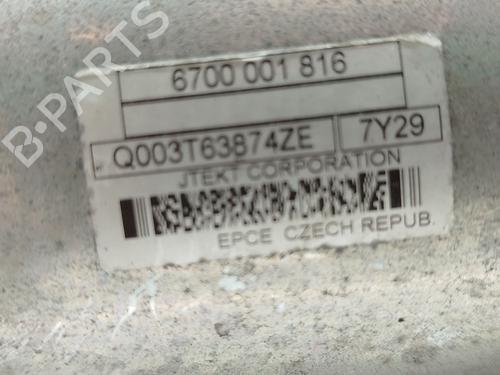 B-PARTS
6700 001 816
Q003T63874ZE 7Y29
JTEKT CORPORATION
EPCE CZECH REPUB.